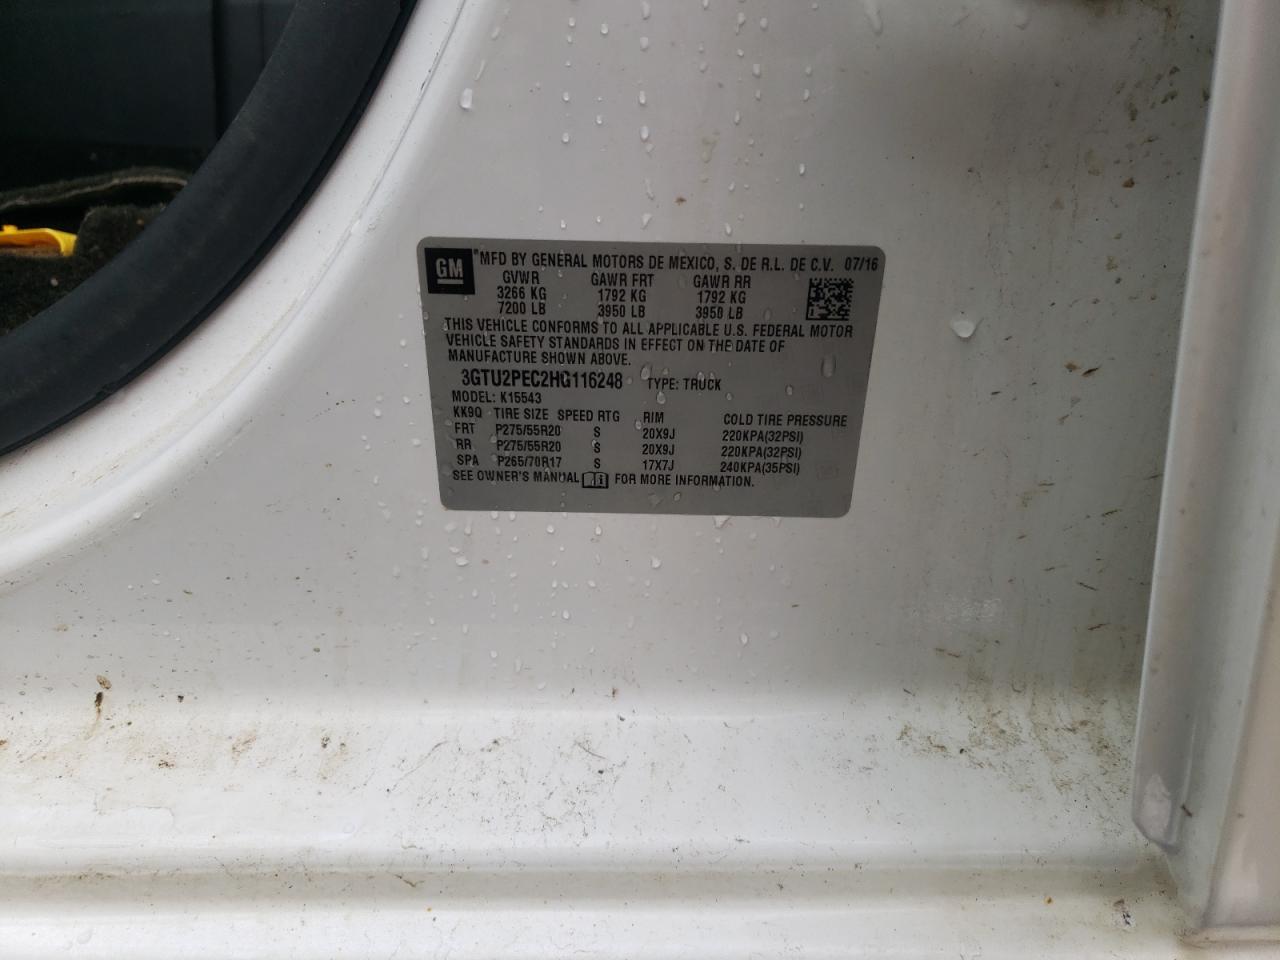 GM ® MFD BY GENERAL MOTORS DE MEXICO, S. DE R.L. DE C.V. 07/16
GVWR GAWR FRT GAWR RR
3266 KG 1792 KG 1792 KG
7200 LB 3950 LB 3950 LB
THIS VEHICLE CONFORMS TO ALL APPLICABLE U.S. FEDERAL MOTOR
VEHICLE SAFETY STANDARDS IN EFFECT ON THE DATE OF
MANUFACTURE SHOWN ABOVE.
3GTU2PEC2HG116248 TYPE: TRUCK
MODEL: K15543
KK9Q TIRE SIZE SPEED RTG RIM COLD TIRE PRESSURE
FRT P275/55R20 S 20X9J 220KPA(32PSI)
RR P275/55R20 S 20X9J 220KPA(32PSI)
SPA P265/70R17 S 17X7J 240KPA(35PSI)
SEE OWNER'S MANUAL FOR MORE INFORMATION.